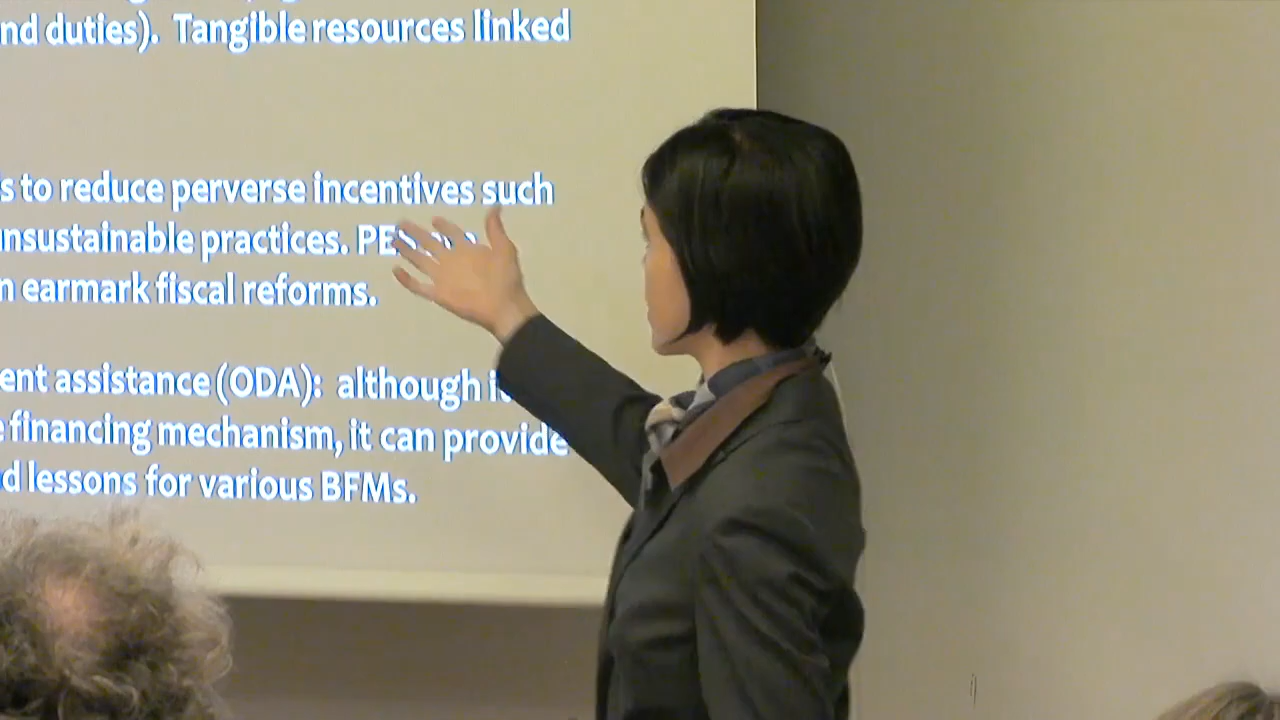 nd duties). Tangible resources linked
s to reduce perverse incentives such
unsustainable practices.
n earmark fiscal reforms.
ent assistance (ODA): although
e financing mechanism, it can provide
d lessons for various BFMs.